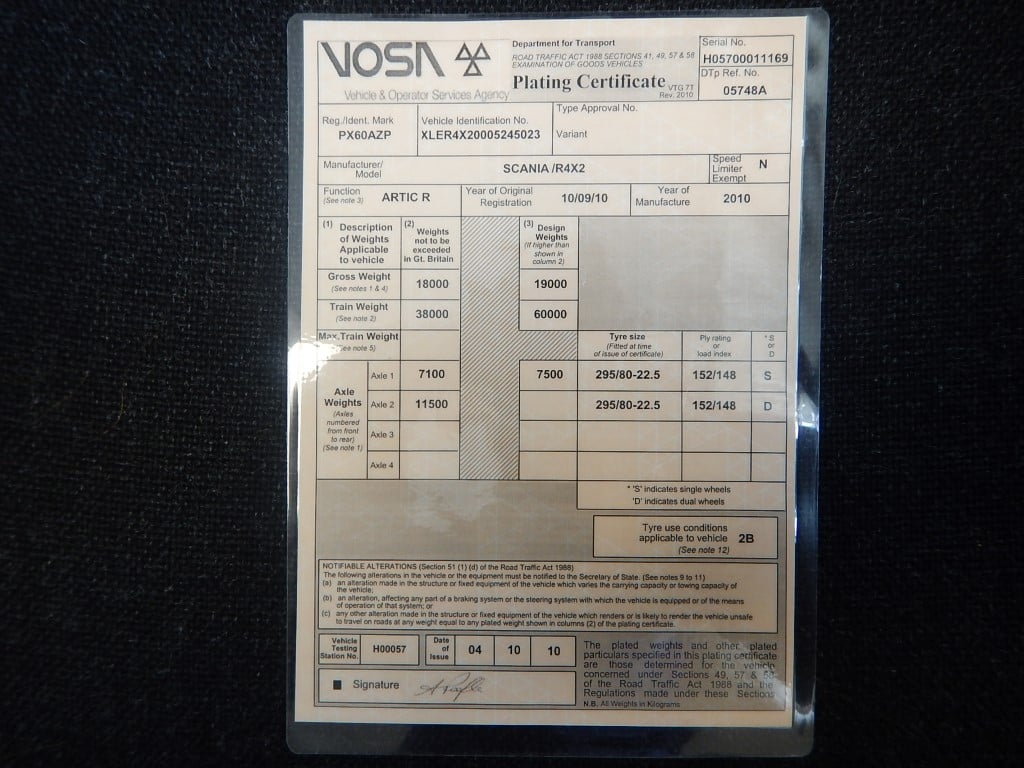 VOSA
Vehicle & Operator Services Agency
Department for Transport
ROAD TRAFFIC ACT 1988 SECTIONS 41, 49, 57 & 58
EXAMINATION OF GOODS VEHICLES
Plating Certificate VTG 7T
Rev. 2010
Serial No.
H05700011169
DTp Ref. No.
05748A
Reg./Ident. Mark
PX60AZP
Vehicle Identification No.
XLER4X20005245023
Type Approval No.
Variant
Manufacturer/
Model
SCANIA /R4X2
Speed
Limiter
Exempt
N
Function
(See note 3)
ARTIC R
Year of Original
Registration
10/09/10
Year of
Manufacture
2010
(1) Description
of Weights
Applicable
to vehicle
(2) Weights
not to be
exceeded
in Gt. Britain
(3) Design
Weights
(if higher than
shown in
column 2)
Gross Weight
(See notes 1 & 4)
18000
19000
Train Weight
(See note 2)
38000
60000
Max.Train Weight
(See note 5)
Tyre size
(Fitted at time
of issue of certificate)
Ply rating
or
load index
* S
or
D
Axle
Weights
(Axles
numbered
from front
to rear)
(See note 1)
Axle 1 7100 7500 295/80-22.5 152/148 S
Axle 2 11500 295/80-22.5 152/148 D
Axle 3
Axle 4
* 'S' indicates single wheels
'D' indicates dual wheels
Tyre use conditions
applicable to vehicle 2B
(See note 12)
NOTIFIABLE ALTERATIONS (Section 51 (1) (d) of the Road Traffic Act 1988)
The following alterations in the vehicle or the equipment must be notified to the Secretary of State. (See notes 9 to 11)
(a) an alteration made in the structure or fixed equipment of the vehicle which varies the carrying capacity or towing capacity of
the vehicle;
(b) an alteration, affecting any part of a braking system or the steering system with which the vehicle is equipped or of the means
of operation of that system; or
(c) any other alteration made in the structure or fixed equipment of the vehicle which renders or is likely to render the vehicle unsafe
to travel on roads at any weight equal to any plated weight shown in columns (2) of the plating certificate.
Vehicle
Testing
Station No.
H00057
Date
of
Issue
04 10 10
Signature
The plated weights and other plated
particulars specified in this plating certificate
are those determined for the vehicle
concerned under Sections 49, 57 & 58
of the Road Traffic Act 1988 and the
Regulations made under these Sections
N.B. All Weights in Kilograms